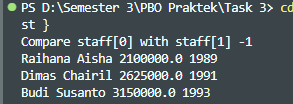 PS D:\Semester 3\PBO Praktek\Task 3> cd
st }
Compare staff[0] with staff[1] -1
Raihana Aisha 2100000.0 1989
Dimas Chairil 2625000.0 1991
Budi Susanto 3150000.0 1993